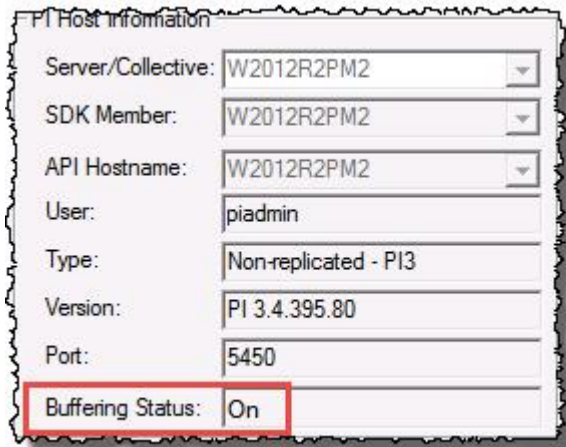 PI Host Information
Server/Collective: W2012R2PM2
SDK Member: W2012R2PM2
API Hostname: W2012R2PM2
User: piadmin
Type: Non-replicated - PI3
Version: PI 3.4.395.80
Port: 5450
Buffering Status: On